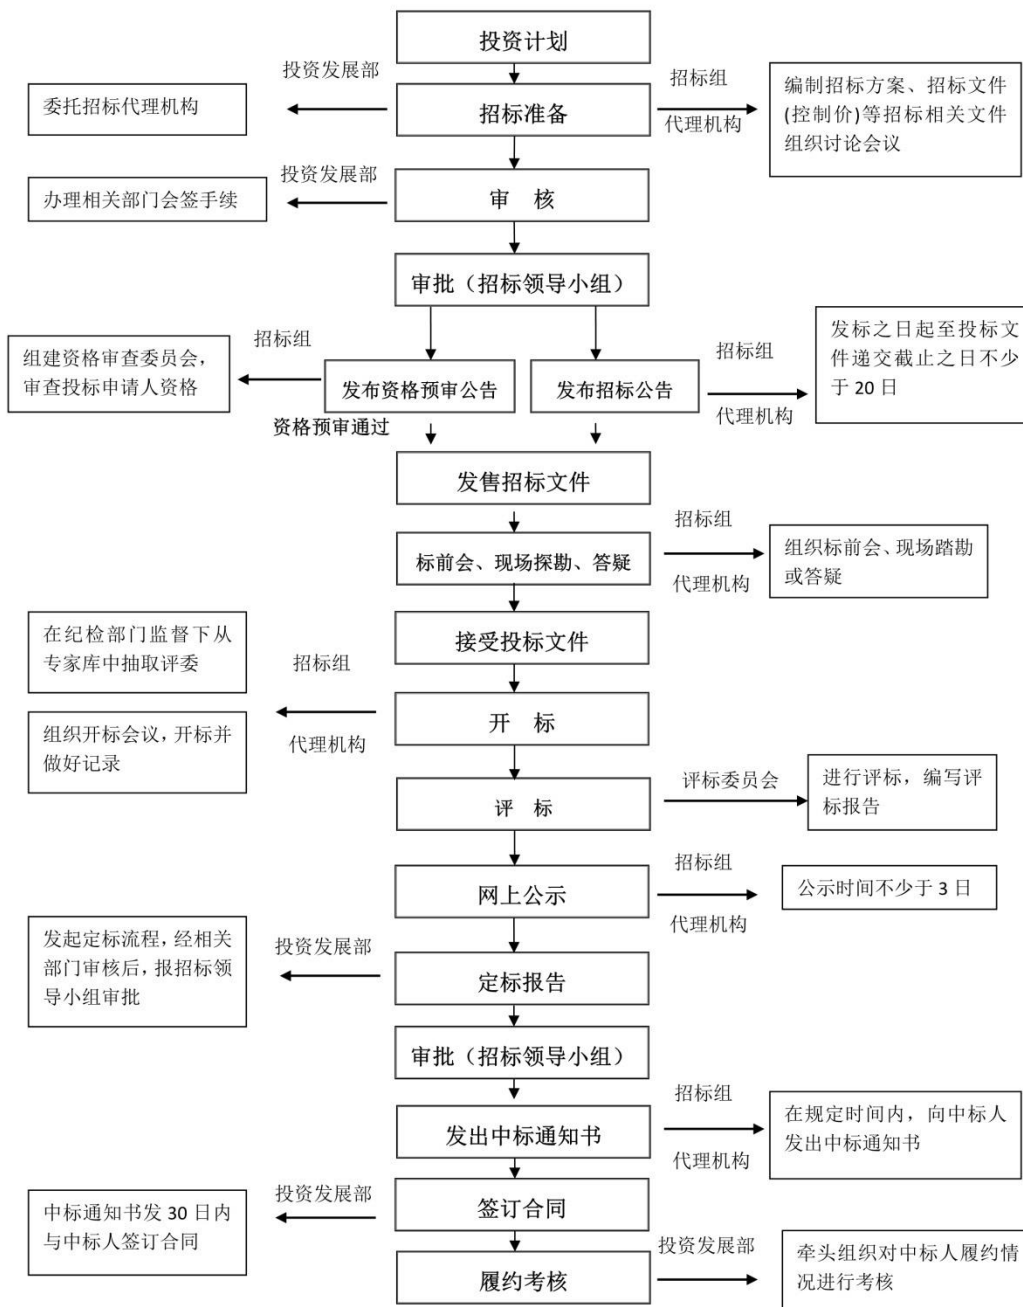 投资计划
投资发展部
招标组
委托招标代理机构
招标准备
代理机构
编制招标方案、招标文件
(控制价)等招标相关文件
组织讨论会议
投资发展部
办理相关部门会签手续
审 核
审批（招标领导小组）
组建资格审查委员会，
审查投标申请人资格
招标组
发布资格预审公告
发布招标公告
招标组
代理机构
发标之日起至投标文
件递交截止之日不少
于 20 日
资格预审通过
发售招标文件
标前会、现场探勘、答疑
招标组
代理机构
组织标前会、现场踏勘
或答疑
接受投标文件
在纪检部门监督下从
专家库中抽取评委
招标组
代理机构
组织开标会议，开标并
做好记录
开 标
评 标
评标委员会
进行评标，编写评
标报告
网上公示
招标组
代理机构
公示时间不少于 3 日
发起定标流程，经相关
部门审核后，报招标领
导小组审批
投资发展部
定标报告
审批（招标领导小组）
发出中标通知书
招标组
代理机构
在规定时间内，向中标人
发出中标通知书
中标通知书发 30 日内
与中标人签订合同
投资发展部
签订合同
履约考核
投资发展部
牵头组织对中标人履约情
况进行考核